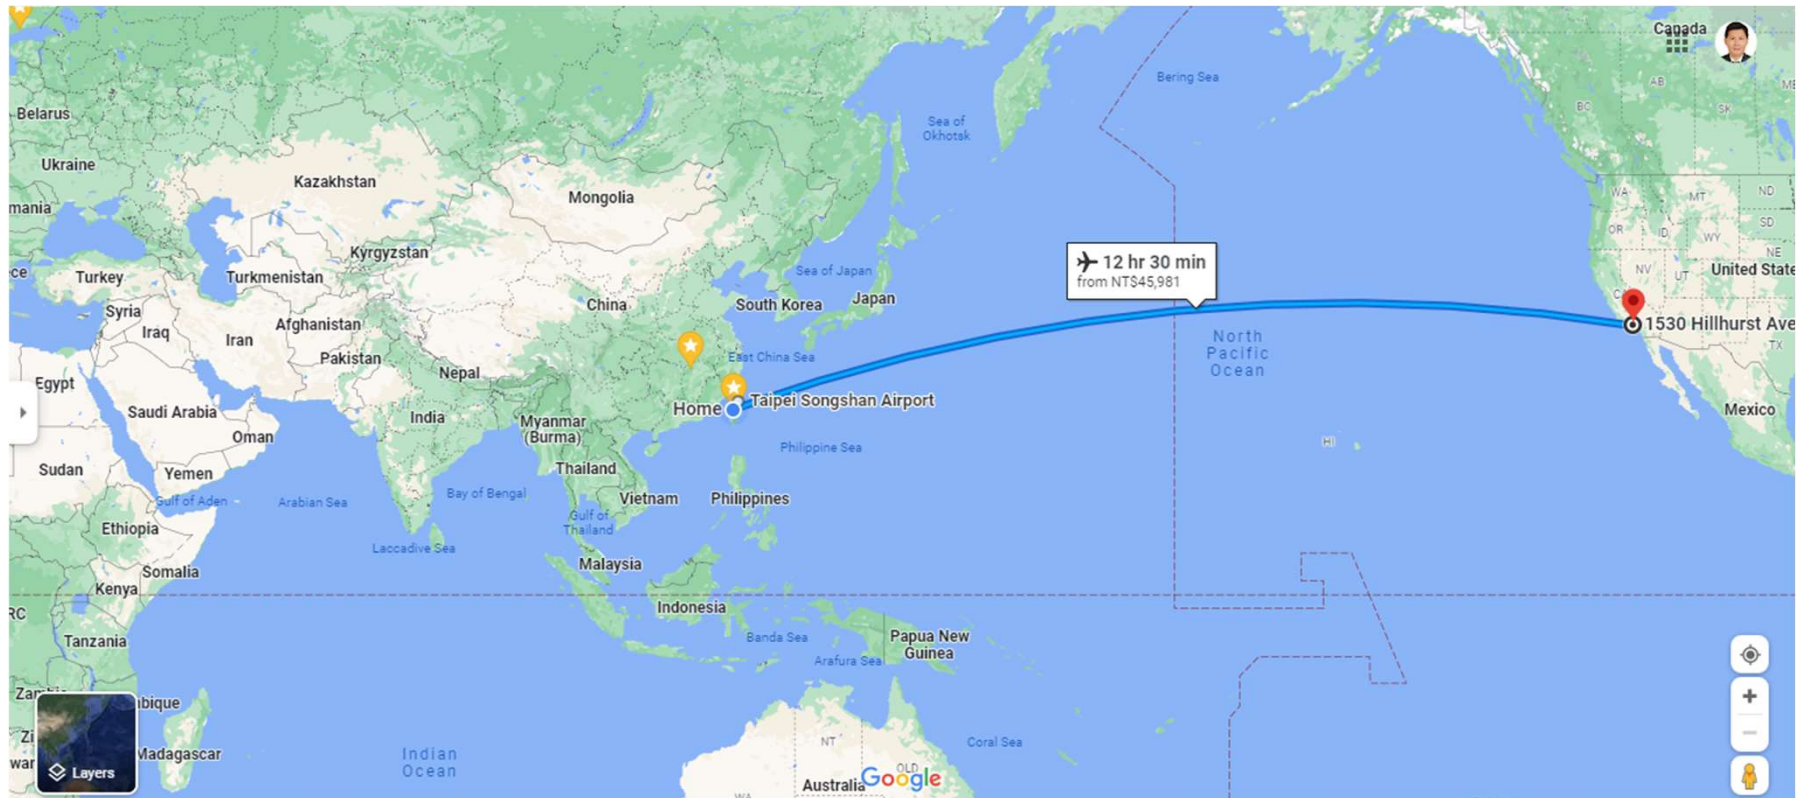 Canada
Bering Sea
AB
SK
BC
Belarus
Sea of
Okhotsk
Ukraine
Kazakhstan
Mongolia
WA
MT
ND
mania
SD
OR
ID
WY
NE
Kyrgyzstan
12 hr 30 min
from NT$45,981
ce
Turkey
Turkmenistan
Sea of Japan
NV
UT
United State
Syria
China
South Korea
Japan
Iraq
Iran
Afghanistan
North
Pacific
Ocean
1530 Hillhurst Ave
TX
Pakistan
East China Sea
Nepal
Egypt
Home
Taipei Songshan Airport
Saudi Arabia
India
Myanmar
(Burma)
Mexico
Oman
Philippine Sea
HI
Sudan
Yemen
Thailand
Gulf of Aden
Arabian Sea
Bay of Bengal
Vietnam
Philippines
Gulf of
Thailand
Ethiopia
Laccadive Sea
Malaysia
Somalia
Kenya
RC
Indonesia
Tanzania
Banda Sea
Papua New
Guinea
Arafura Sea
mbique
Madagascar
NT
Coral Sea
Indian
Ocean
Layers
QLD
Australia
Google
WA